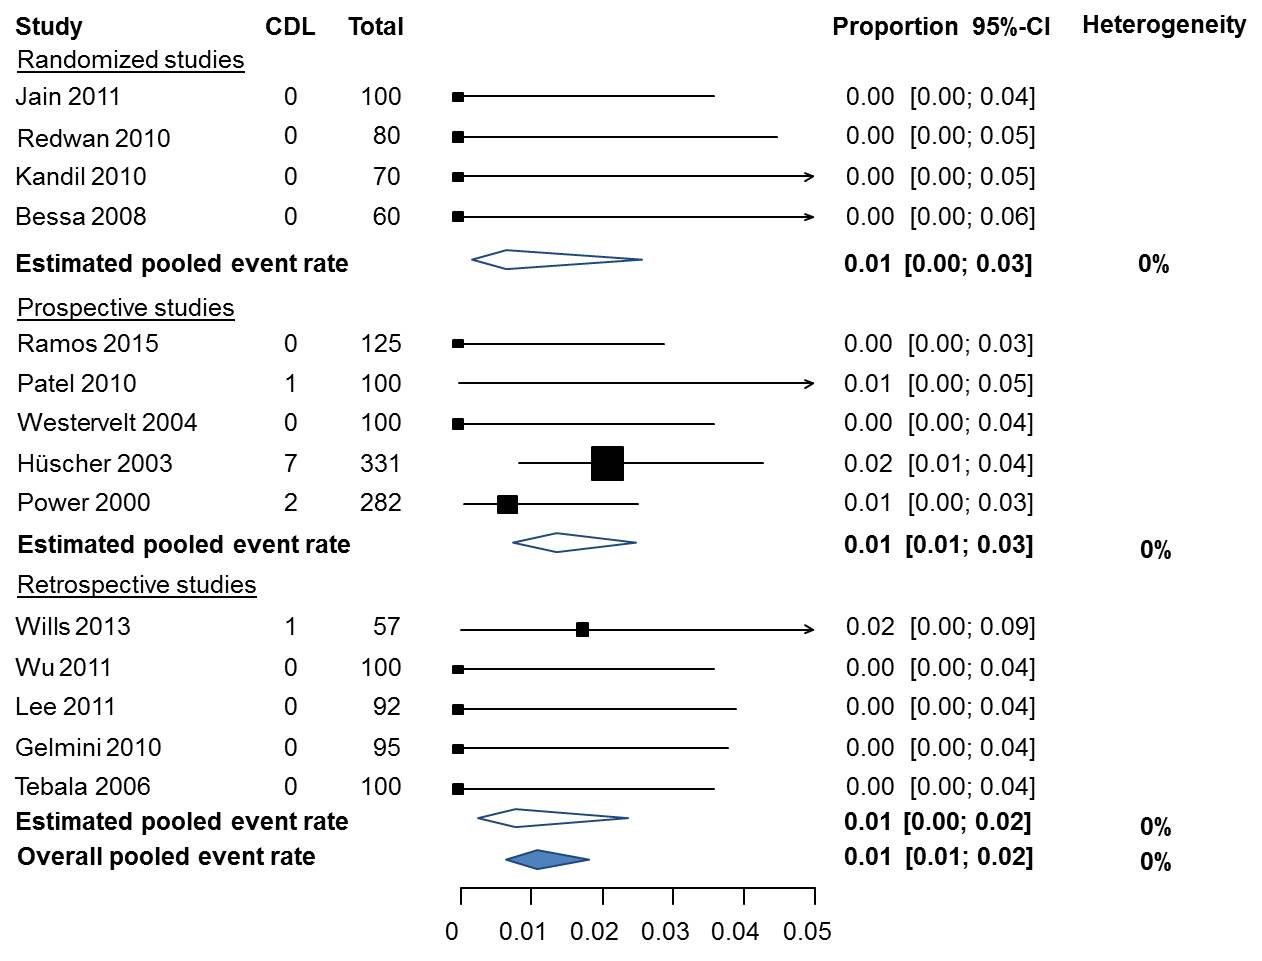 Study CDL Total Proportion 95%-CI Heterogeneity
Randomized studies
Jain 2011 0 100 0.00 [0.00; 0.04]
Redwan 2010 0 80 0.00 [0.00; 0.05]
Kandil 2010 0 70 0.00 [0.00; 0.05]
Bessa 2008 0 60 0.00 [0.00; 0.06]
Estimated pooled event rate 0.01 [0.00; 0.03] 0%
Prospective studies
Ramos 2015 0 125 0.00 [0.00; 0.03]
Patel 2010 1 100 0.01 [0.00; 0.05]
Westervelt 2004 0 100 0.00 [0.00; 0.04]
Hüscher 2003 7 331 0.02 [0.01; 0.04]
Power 2000 2 282 0.01 [0.00; 0.03]
Estimated pooled event rate 0.01 [0.01; 0.03] 0%
Retrospective studies
Wills 2013 1 57 0.02 [0.00; 0.09]
Wu 2011 0 100 0.00 [0.00; 0.04]
Lee 2011 0 92 0.00 [0.00; 0.04]
Gelmini 2010 0 95 0.00 [0.00; 0.04]
Tebala 2006 0 100 0.00 [0.00; 0.04]
Estimated pooled event rate 0.01 [0.00; 0.02] 0%
Overall pooled event rate 0.01 [0.01; 0.02] 0%
0 0.01 0.02 0.03 0.04 0.05